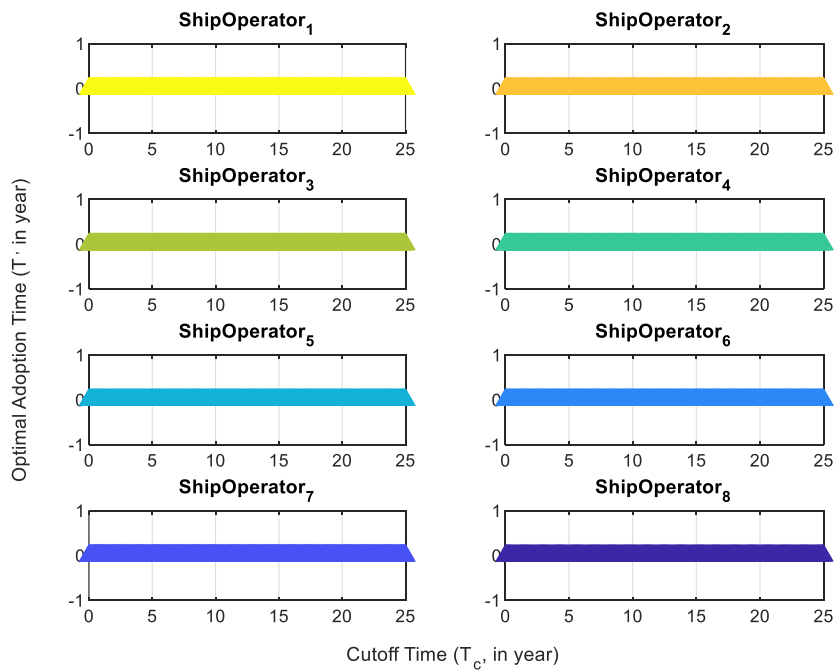 ShipOperator1 ShipOperator2
1 1
0 0
-1 -1
0 5 10 15 20 25 0 5 10 15 20 25
ShipOperator3 ShipOperator4
1 1
0 0
-1 -1
0 5 10 15 20 25 0 5 10 15 20 25
ShipOperator5 ShipOperator6
1 1
0 0
-1 -1
0 5 10 15 20 25 0 5 10 15 20 25
ShipOperator7 ShipOperator8
1 1
0 0
-1 -1
0 5 10 15 20 25 0 5 10 15 20 25
Optimal Adoption Time (T', in year)
Cutoff Time (Tc, in year)